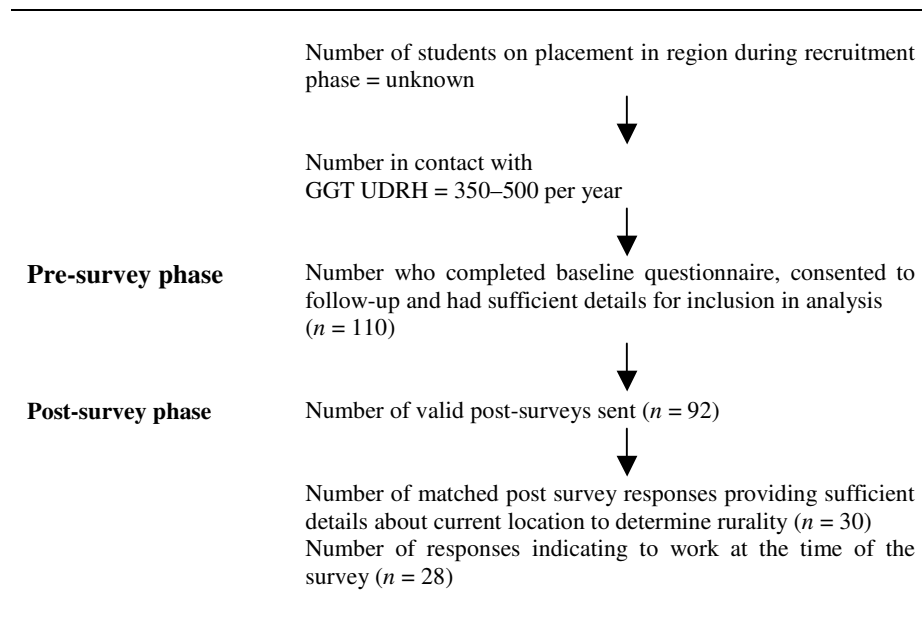 Number of students on placement in region during recruitment
phase = unknown
Number in contact with
GGT UDRH = 350–500 per year
Pre-survey phase
Number who completed baseline questionnaire, consented to
follow-up and had sufficient details for inclusion in analysis
(n = 110)
Post-survey phase
Number of valid post-surveys sent (n = 92)
Number of matched post survey responses providing sufficient
details about current location to determine rurality (n = 30)
Number of responses indicating to work at the time of the
survey (n = 28)